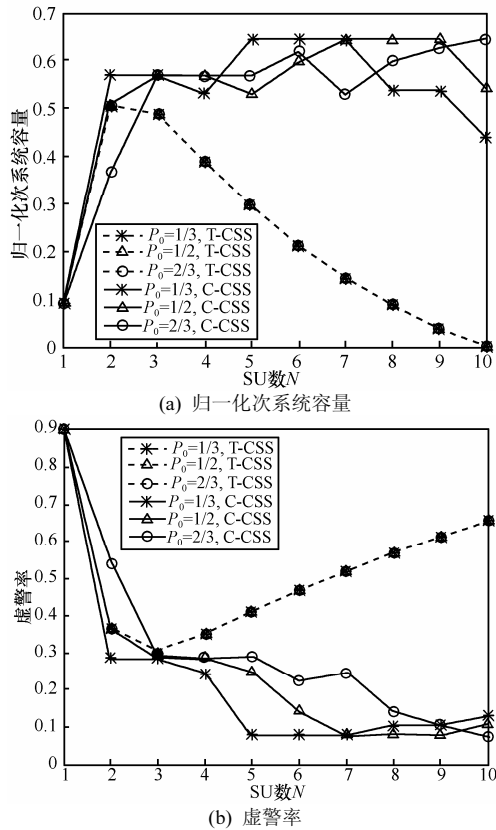 0.7
0.6
0.5
0.4
0.3
0.2
0.1
0
归一化次系统容量
P0=1/3, T-CSS
P0=1/2, T-CSS
P0=2/3, T-CSS
P0=1/3, C-CSS
P0=1/2, C-CSS
P0=2/3, C-CSS
1 2 3 4 5 6 7 8 9 10
SU数N
(a) 归一化次系统容量
0.9
0.8
0.7
0.6
0.5
0.4
0.3
0.2
0.1
0
虚警率
P0=1/3, T-CSS
P0=1/2, T-CSS
P0=2/3, T-CSS
P0=1/3, C-CSS
P0=1/2, C-CSS
P0=2/3, C-CSS
1 2 3 4 5 6 7 8 9 10
SU数N
(b) 虚警率